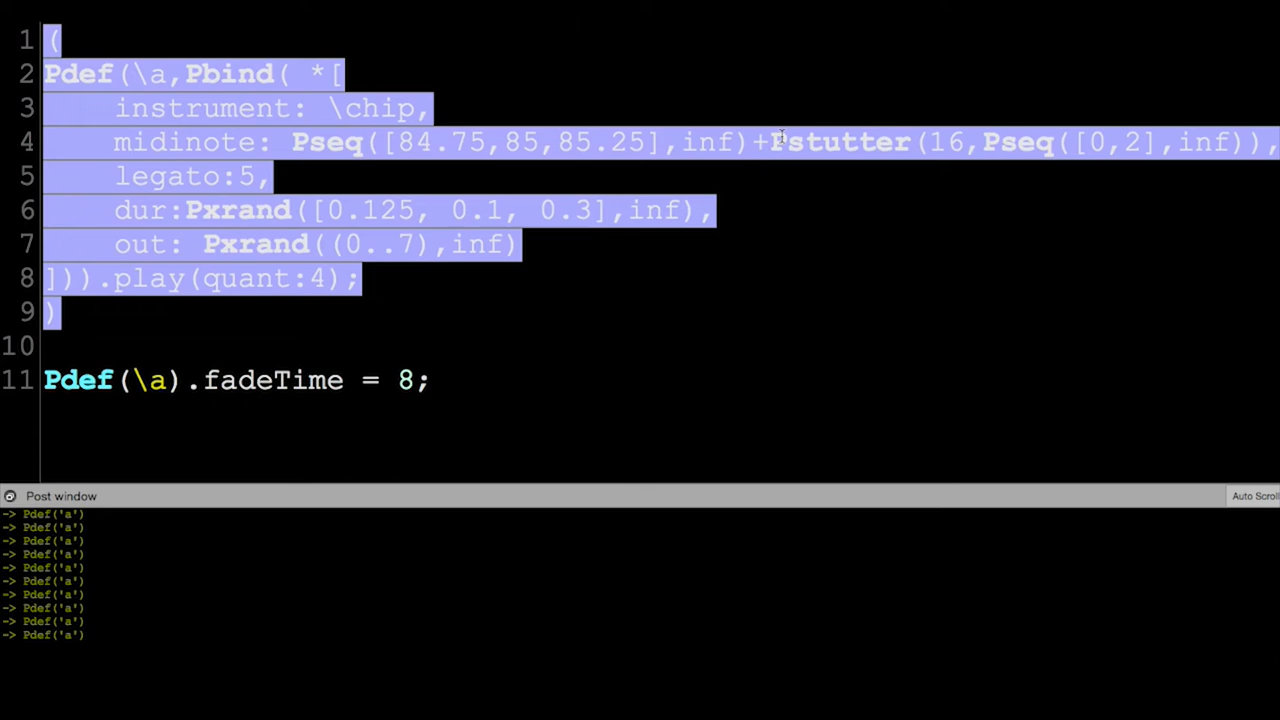 1 (
2 Pdef(\a,Pbind( *[
3 instrument: \chip,
4 midinote: Pseq([84.75,85,85.25],inf)+Pstutter(16,Pseq([0,2],inf)),
5 legato:5,
6 dur:Pxrand([0.125, 0.1, 0.3],inf),
7 out: Pxrand((0..7),inf)
8 ])).play(quant:4);
9 )
10
11 Pdef(\a).fadeTime = 8;
Post window Auto Scroll
-> Pdef('a')
-> Pdef('a')
-> Pdef('a')
-> Pdef('a')
-> Pdef('a')
-> Pdef('a')
-> Pdef('a')
-> Pdef('a')
-> Pdef('a')
-> Pdef('a')